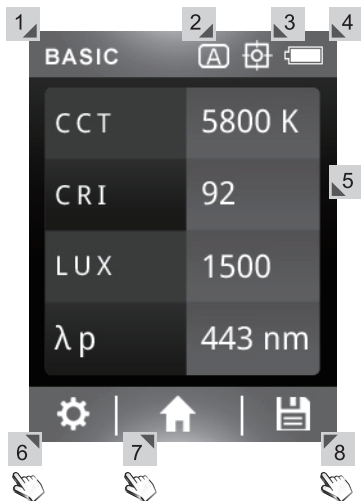 1 2 3 4
BASIC A
CCT 5800 K
5
CRI 92
LUX 1500
λp 443 nm
6 7 8